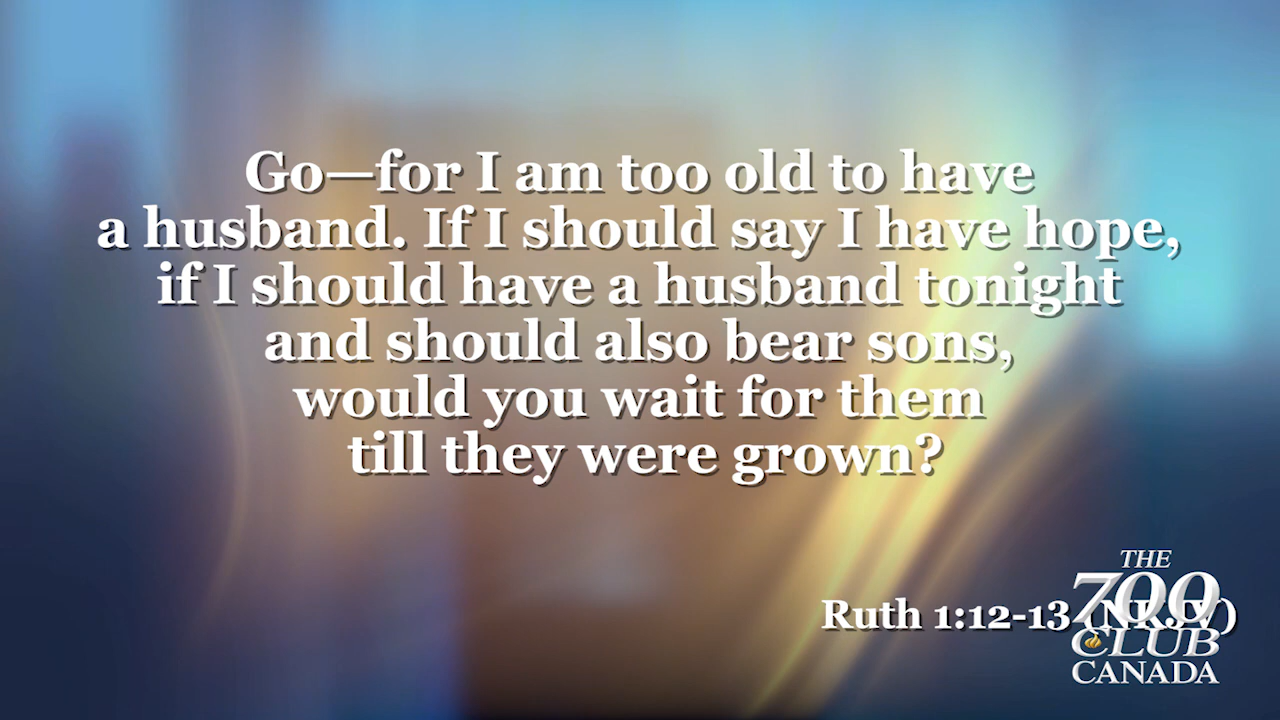 Go—for I am too old to have
a husband. If I should say I have hope,
if I should have a husband tonight
and should also bear sons,
would you wait for them
till they were grown?
Ruth 1:12-13 (NKJV)
THE
700
CLUB
CANADA